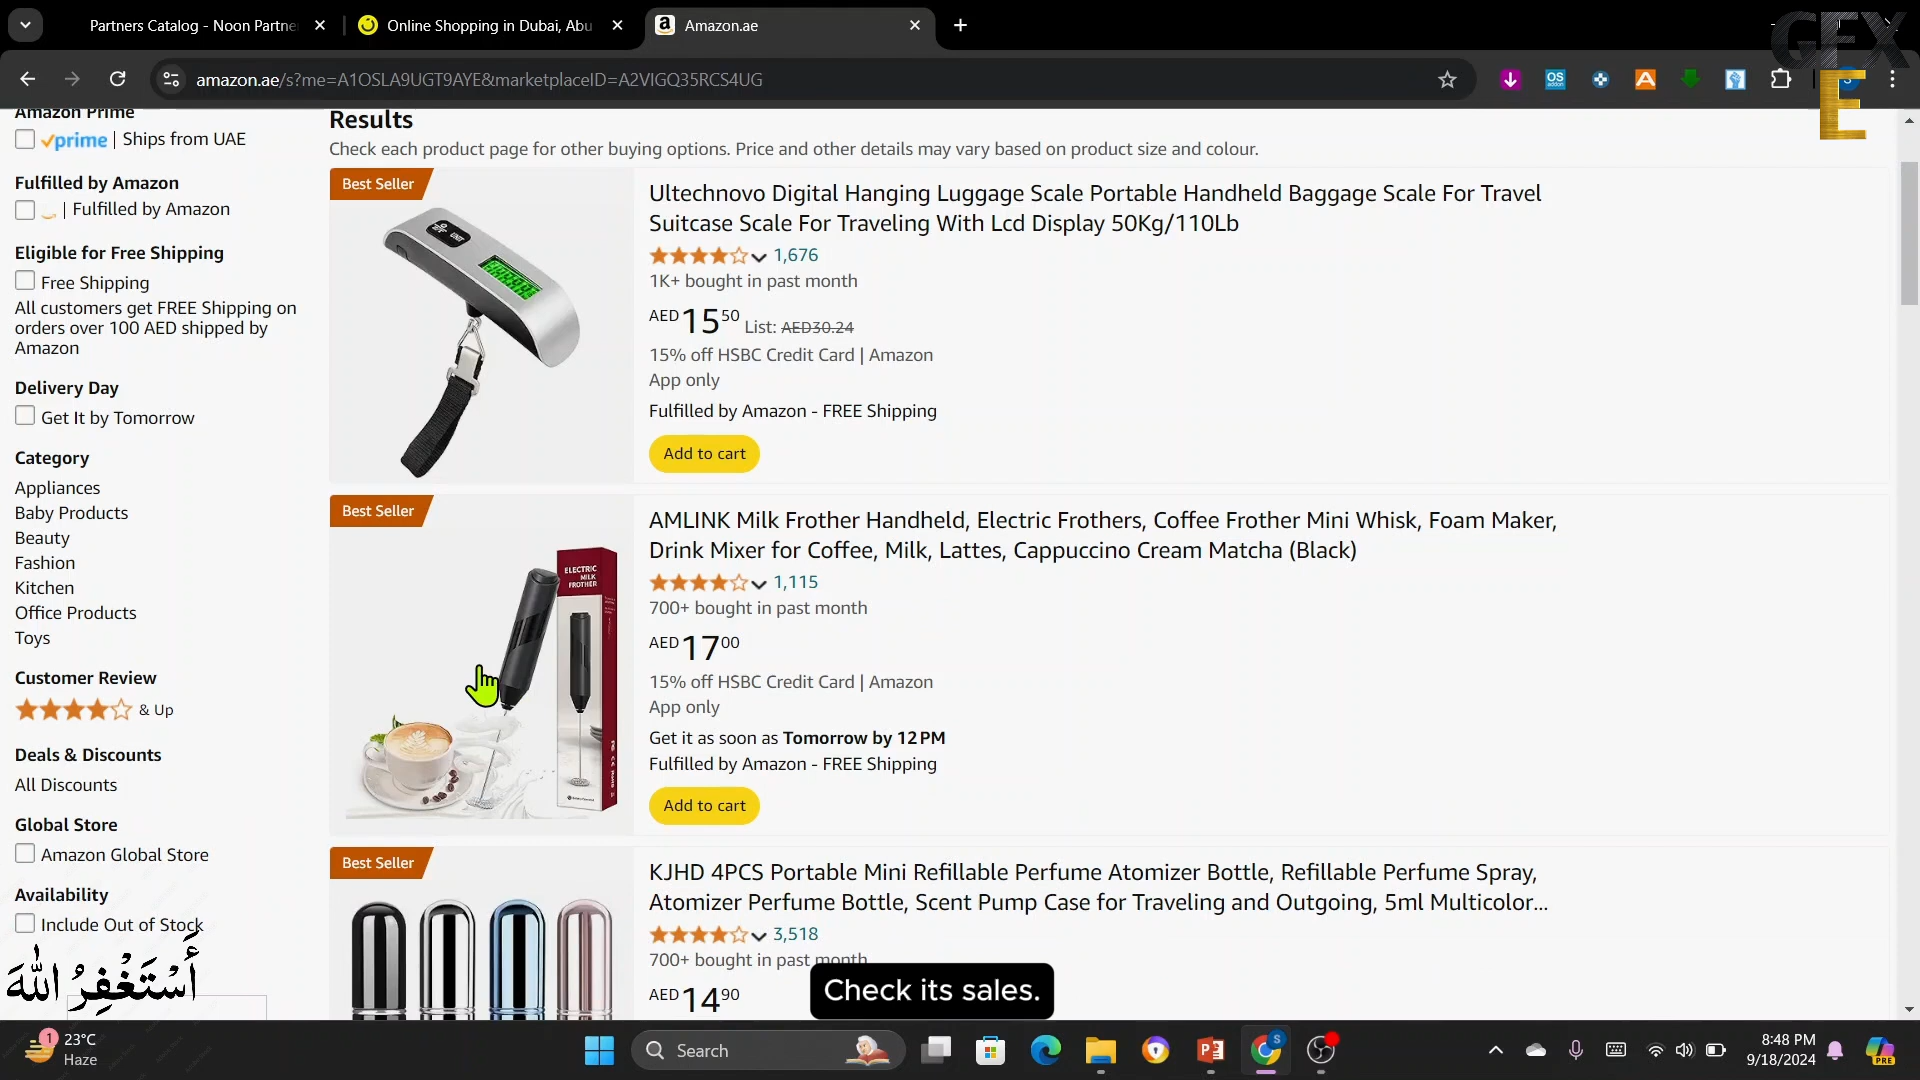 Partners Catalog - Noon Partne
Online Shopping in Dubai, Abu
Amazon.ae
GFX
E
amazon.ae/s?me=A1OSLA9UGT9AYE&marketplaceID=A2VIGQ35RCS4UG
OS
addon
Amazon Prime
prime | Ships from UAE
Fulfilled by Amazon
| Fulfilled by Amazon
Eligible for Free Shipping
Free Shipping
All customers get FREE Shipping on
orders over 100 AED shipped by
Amazon
Delivery Day
Get It by Tomorrow
Category
Appliances
Baby Products
Beauty
Fashion
Kitchen
Office Products
Toys
Customer Review
& Up
Deals & Discounts
All Discounts
Global Store
Amazon Global Store
Availability
Include Out of Stock
أَسْتَغْفِرُ اللّٰه
Results
Check each product page for other buying options. Price and other details may vary based on product size and colour.
Best Seller
UNIT
Ultechnovo Digital Hanging Luggage Scale Portable Handheld Baggage Scale For Travel
Suitcase Scale For Traveling With Lcd Display 50Kg/110Lb
1,676
1K+ bought in past month
AED 15 50 List: AED30.24
15% off HSBC Credit Card | Amazon
App only
Fulfilled by Amazon - FREE Shipping
Add to cart
Best Seller
ELECTRIC
MILK
FROTHER
AMLINK Milk Frother Handheld, Electric Frothers, Coffee Frother Mini Whisk, Foam Maker,
Drink Mixer for Coffee, Milk, Lattes, Cappuccino Cream Matcha (Black)
1,115
700+ bought in past month
AED 17 00
15% off HSBC Credit Card | Amazon
App only
Get it as soon as Tomorrow by 12 PM
Fulfilled by Amazon - FREE Shipping
Add to cart
Best Seller
KJHD 4PCS Portable Mini Refillable Perfume Atomizer Bottle, Refillable Perfume Spray,
Atomizer Perfume Bottle, Scent Pump Case for Traveling and Outgoing, 5ml Multicolor...
3,518
700+ bought in past month
AED 14 90
Check its sales.
1
23°C
Haze
Search
S
8:48 PM
9/18/2024
PRE